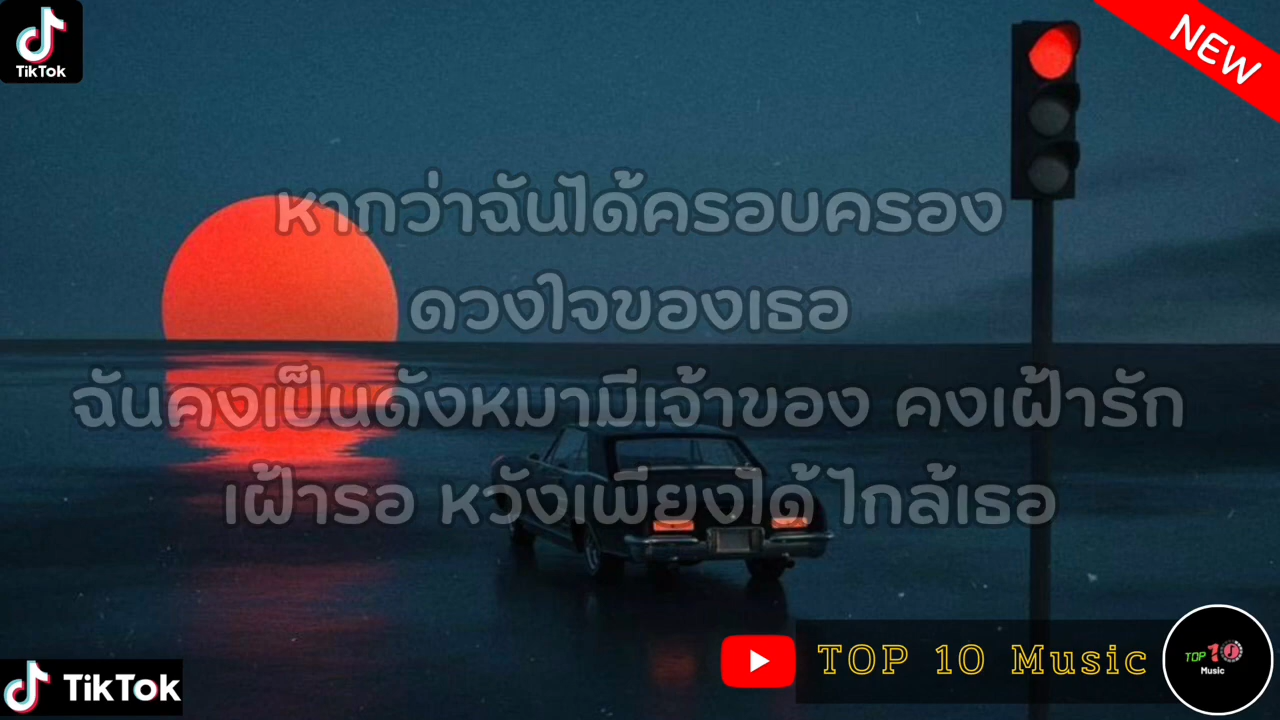 TikTok
NEW
หากว่าฉันได้ครอบครอง
ดวงใจของเธอ
ฉันคงเป็นดังหมามีเจ้าของ คงเฝ้ารัก
เฝ้ารอ หวังเพียงได้ ไกล้เธอ
TOP 10 Music
TOP 10
Music
TikTok